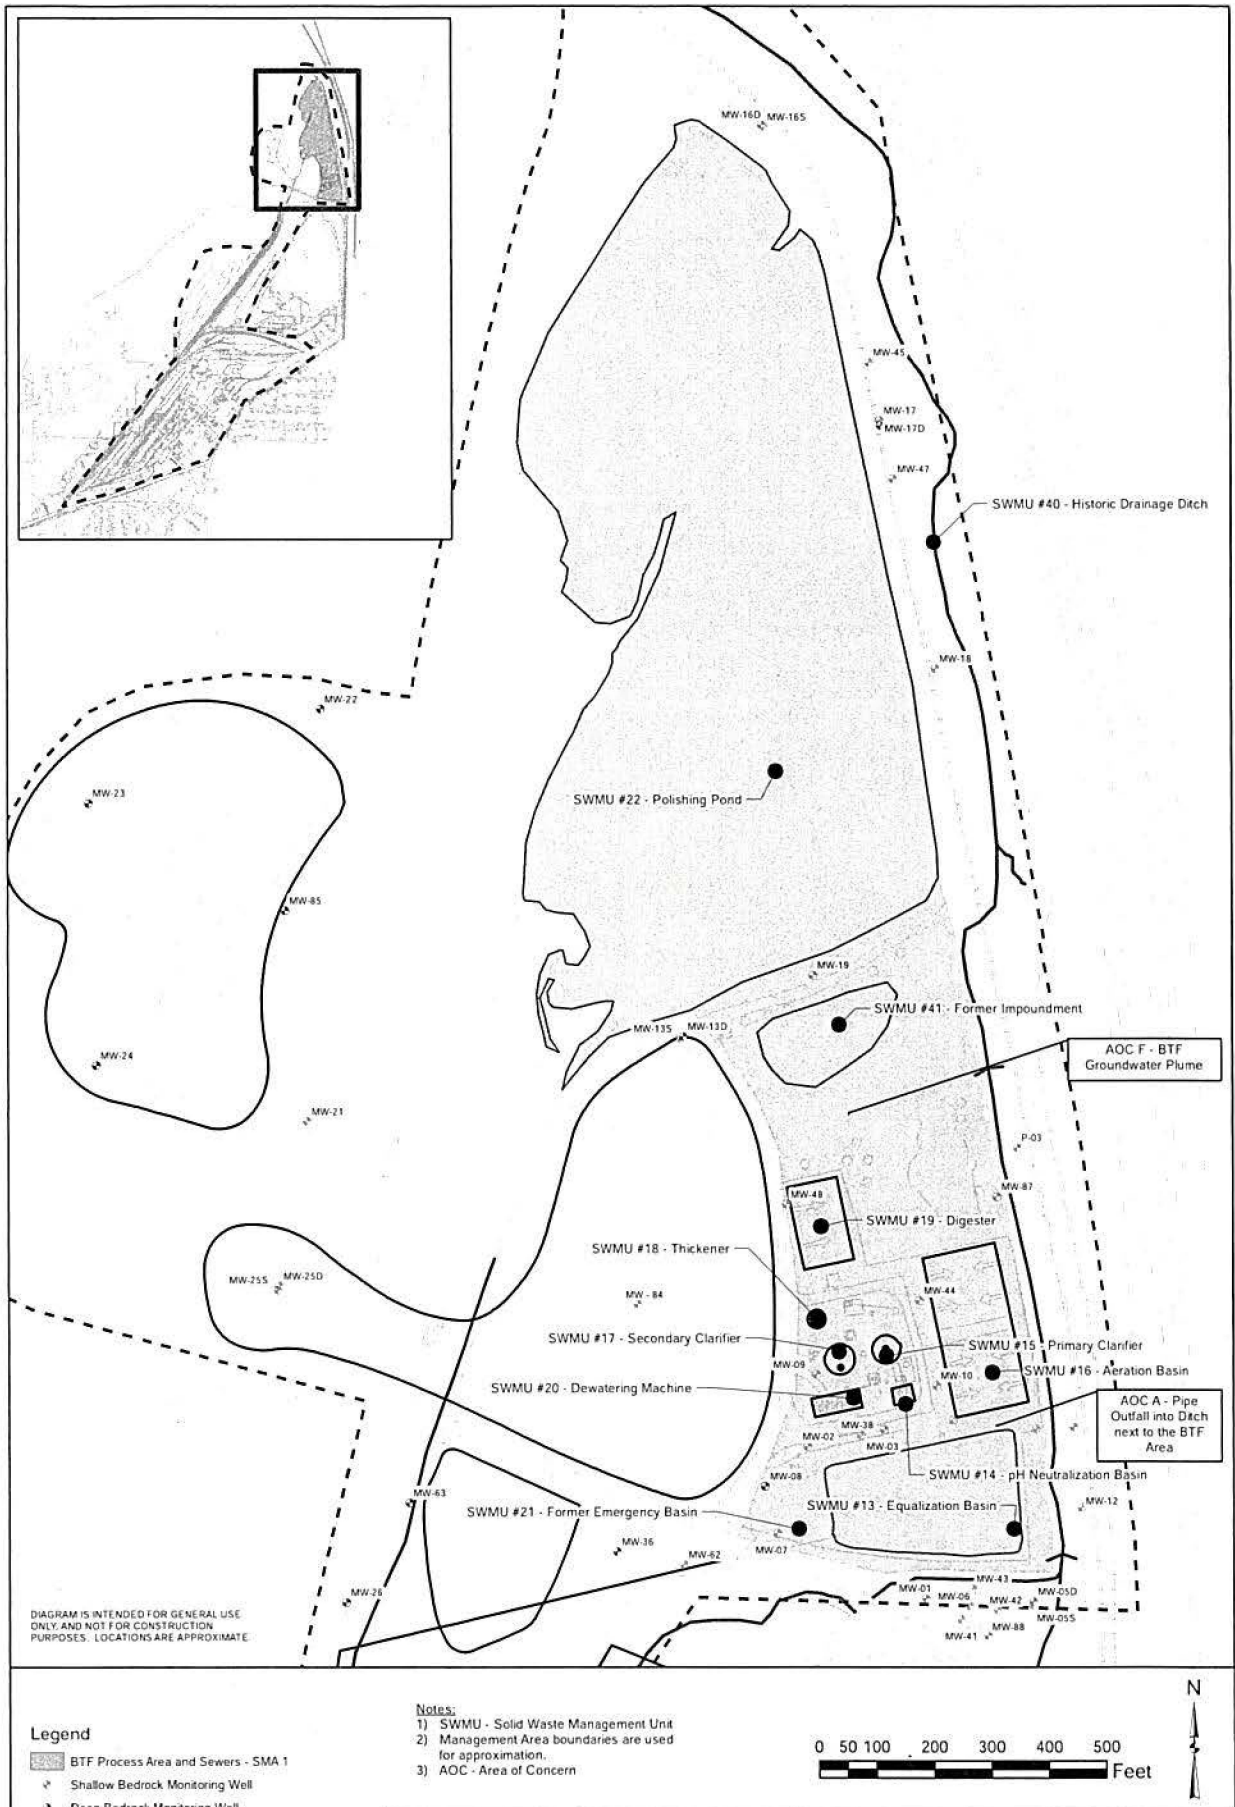 MW-16D MW-16S
MW-45
MW-17
MW-17D
MW-47
SWMU #40 - Historic Drainage Ditch
MW-18
MW-22
MW-23
SWMU #22 - Polishing Pond
MW-85
MW-19
SWMU #41 - Former Impoundment
MW-13S MW-13D
AOC F - BTF
Groundwater Plume
MW-24
MW-21
P-03
MW-48
MW-87
SWMU #19 - Digester
SWMU #18 - Thickener
MW-25S MW-25D
MW - 84
MW-44
SWMU #17 - Secondary Clarifier
SWMU #15 - Primary Clarifier
MW-09
MW-10
SWMU #16 - Aeration Basin
SWMU #20 - Dewatering Machine
AOC A - Pipe
Outfall into Ditch
next to the BTF
Area
MW-38
MW-02
MW-03
SWMU #14 - pH Neutralization Basin
MW-08
MW-63
SWMU #13 - Equalization Basin
MW-12
SWMU #21 - Former Emergency Basin
MW-36
MW-07
MW-62
MW-26
MW-43
MW-01
MW-06
MW-42
MW-05D
MW-05S
MW-41
MW-88
DIAGRAM IS INTENDED FOR GENERAL USE
ONLY, AND NOT FOR CONSTRUCTION
PURPOSES. LOCATIONS ARE APPROXIMATE.
N
Legend
BTF Process Area and Sewers - SMA 1
Shallow Bedrock Monitoring Well
Deep Bedrock Monitoring Well
Notes:
1) SWMU - Solid Waste Management Unit
2) Management Area boundaries are used
for approximation.
3) AOC - Area of Concern
0 50 100 200 300 400 500
Feet